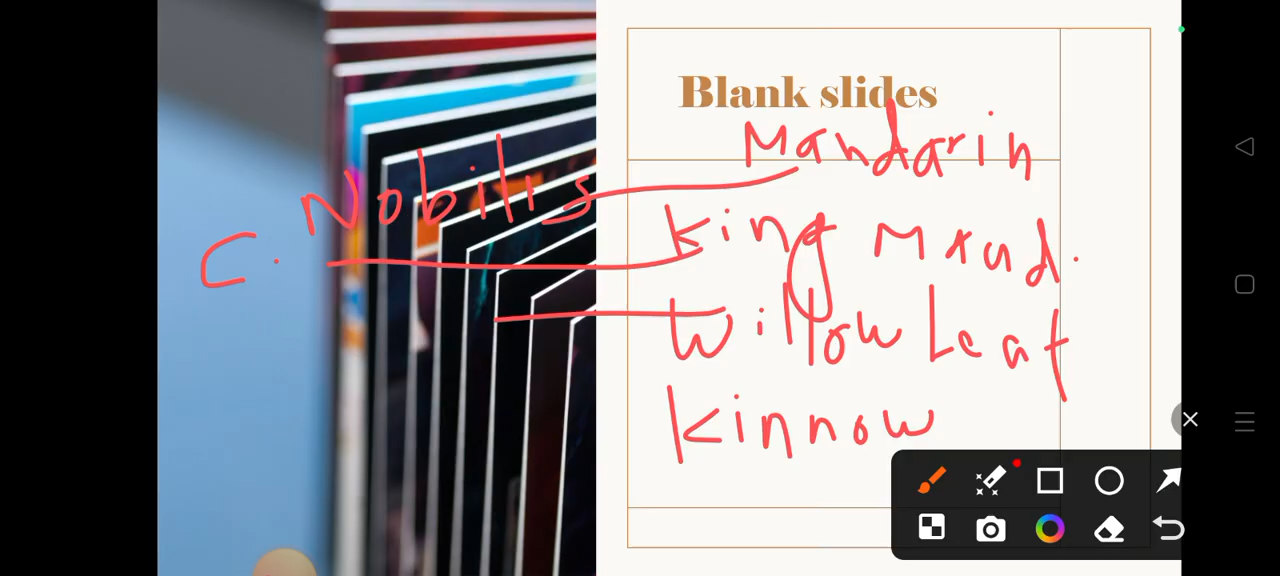 Blank slides
Mandarin
C. Nobilis
King Mand.
Willow Leaf
Kinnow